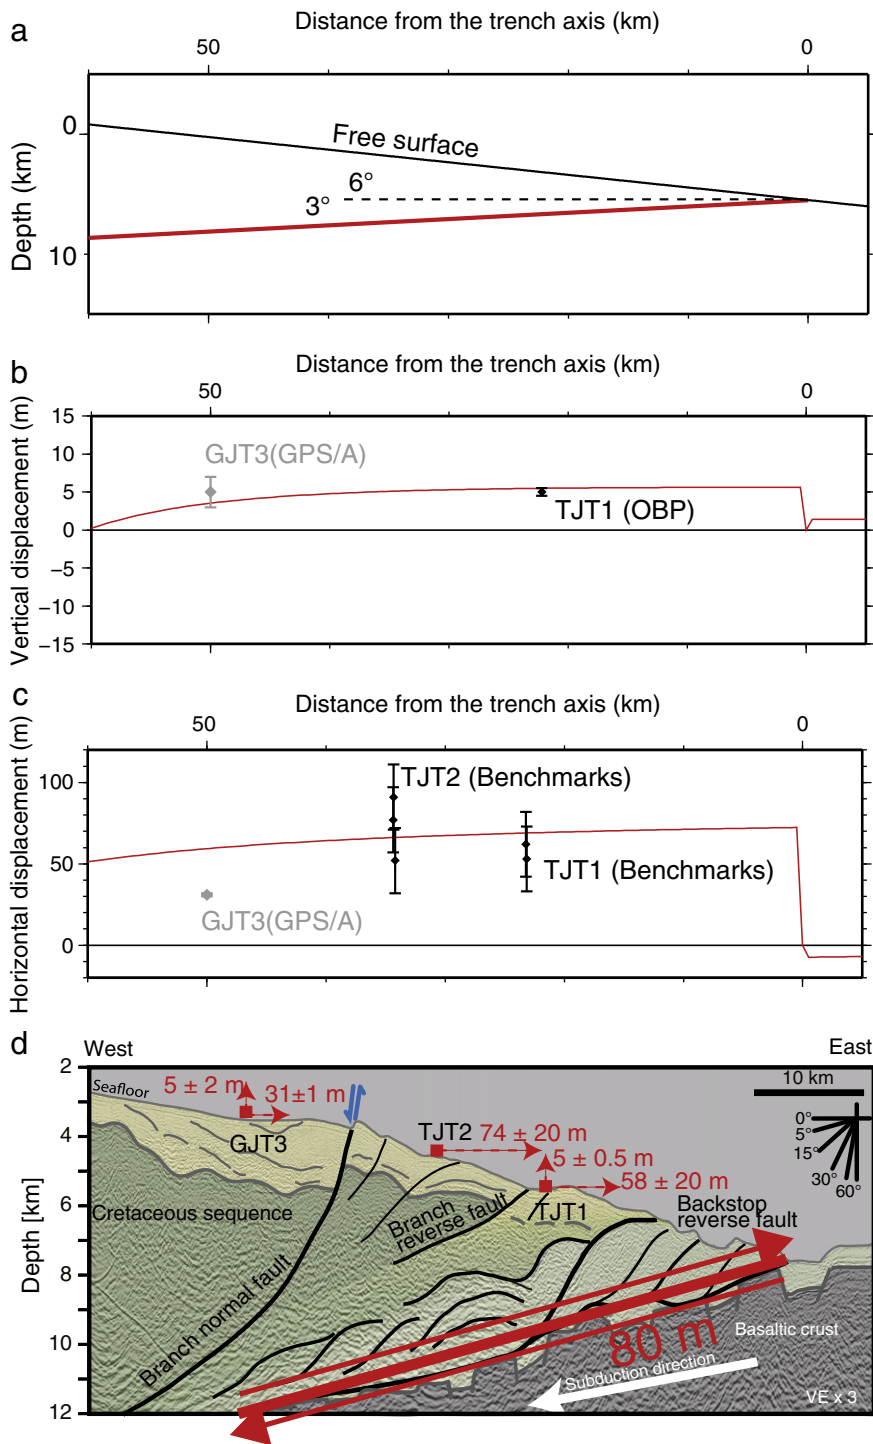 a
Distance from the trench axis (km)
50 0
Depth (km)
0
10
Free surface
6°
3°
b
Distance from the trench axis (km)
50 0
Vertical displacement (m)
15
10
5
0
−5
−10
−15
GJT3(GPS/A)
TJT1 (OBP)
c
Distance from the trench axis (km)
50 0
Horizontal displacement (m)
100
50
0
TJT2 (Benchmarks)
TJT1 (Benchmarks)
GJT3(GPS/A)
d
West East
Depth [km]
2
4
6
8
10
12
Seafloor
5 ± 2 m
31±1 m
GJT3
TJT2
74 ± 20 m
5 ± 0.5 m
58 ± 20 m
TJT1
10 km
0°
5°
15°
30°
60°
Cretaceous sequence
Branch
reverse fault
Backstop
reverse fault
Branch normal fault
80 m
Basaltic crust
Subduction direction
VE x 3